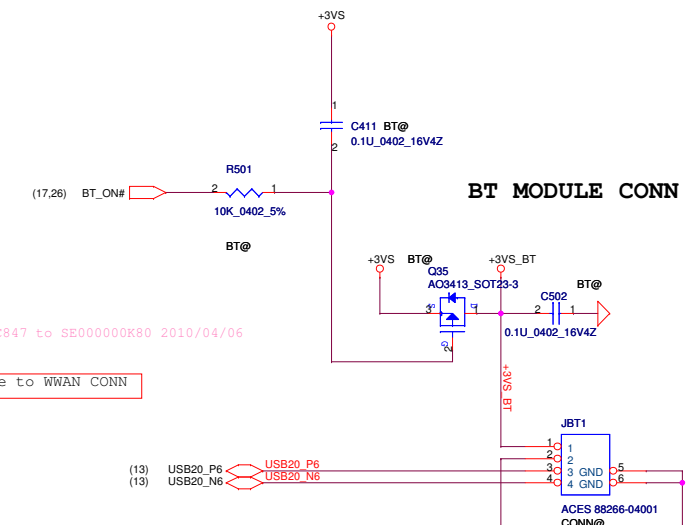 +3VS
1
C411 BT@
0.1U_0402_16V4Z
2
R501
(17,26) BT_ON# 2 1
10K_0402_5%
BT@
BT MODULE CONN
+3VS BT@ +3VS_BT
Q35
AO3413_SOT23-3
BT@
C502
3 S D 1 2 1
0.1U_0402_16V4Z
G
2
847 to SE000000K80 2010/04/06
e to WWAN CONN
+3VS_BT
JBT1
1 1
2 2
(13) USB20_P6 USB20_P6 3 3 GND 5
(13) USB20_N6 USB20_N6 4 4 GND 6
ACES 88266-04001
CONN@